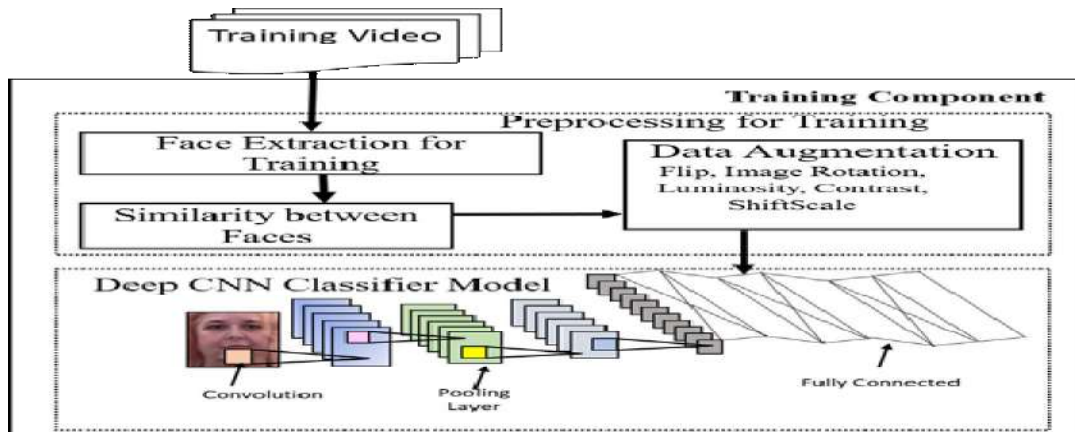 Training Video
Training Component
Preprocessing for Training
Face Extraction for
Training
Data Augmentation
Flip, Image Rotation,
Luminosity, Contrast,
ShiftScale
Similarity between
Faces
Deep CNN Classifier Model
Convolution
Pooling
Layer
Fully Connected